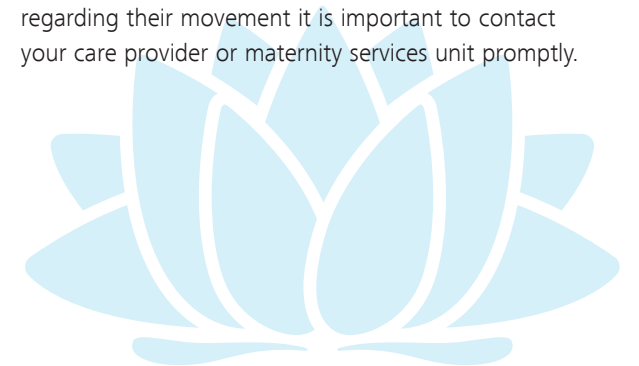 regarding their movement it is important to contact
your care provider or maternity services unit promptly.